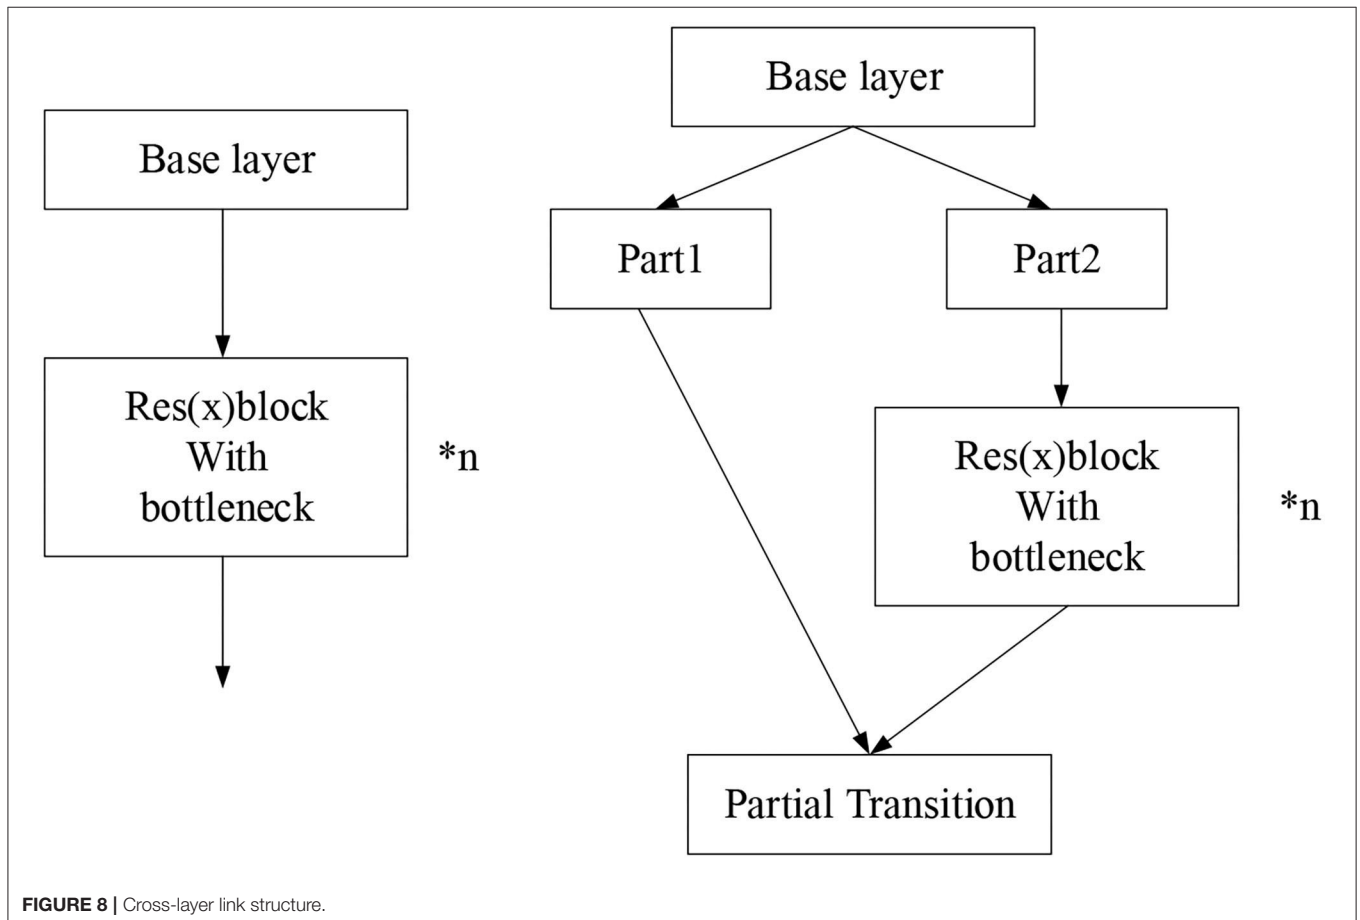 Base layer
Res(x)block
With
bottleneck
*n
Base layer
Part1
Part2
Res(x)block
With
bottleneck
*n
Partial Transition
FIGURE 8 | Cross-layer link structure.